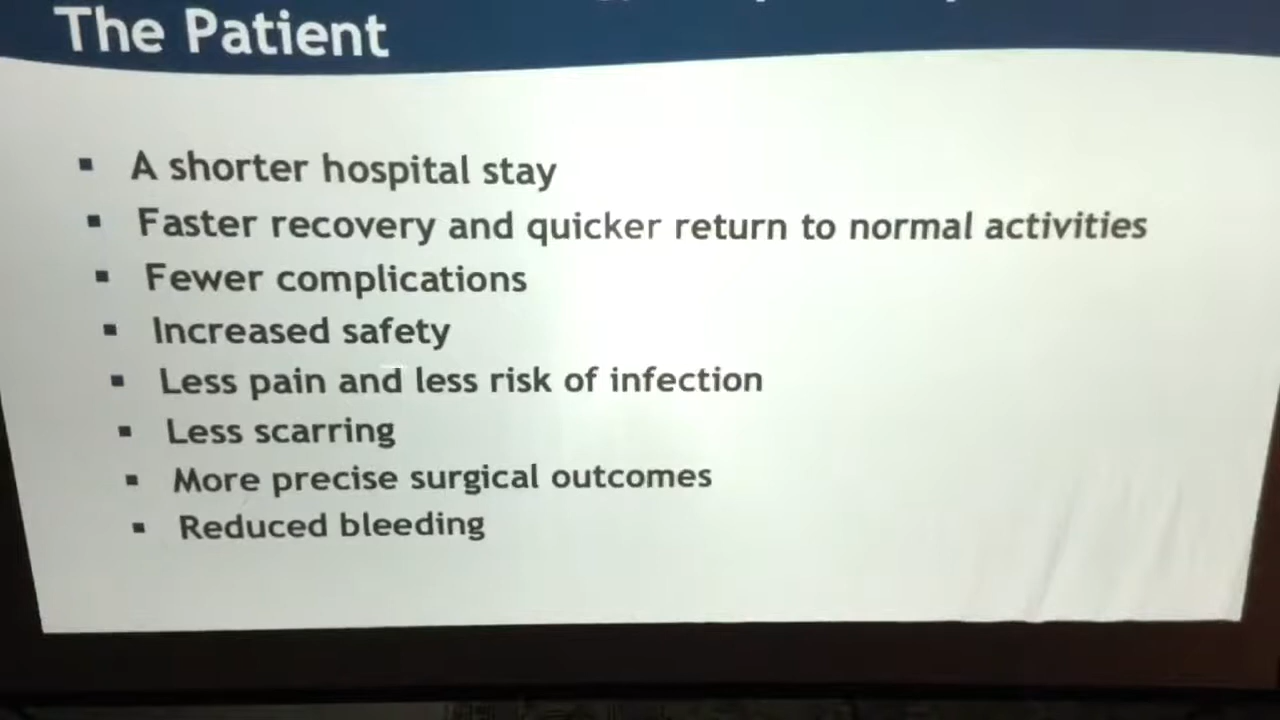 The Patient
A shorter hospital stay
Faster recovery and quicker return to normal activities
Fewer complications
Increased safety
Less pain and less risk of infection
Less scarring
More precise surgical outcomes
Reduced bleeding